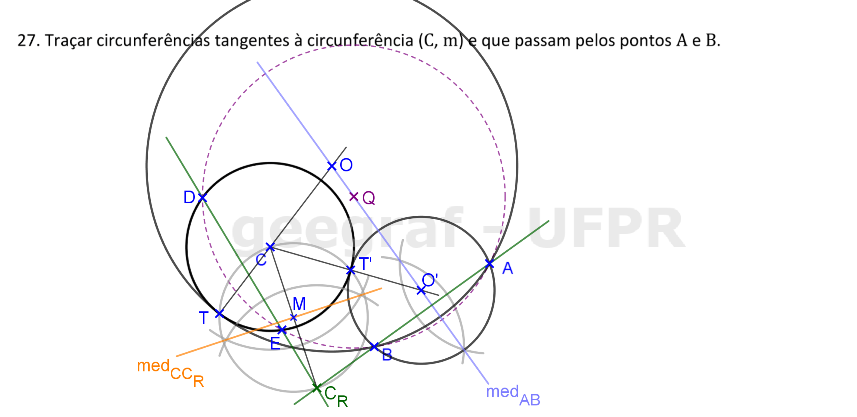 27. Traçar circunferências tangentes à circunferência (C, m) e que passam pelos pontos A e B.
O
D
Q
geegraf - UFPR
C
T'
A
O'
M
T
E
B
med_CC_R
C_R
med_AB